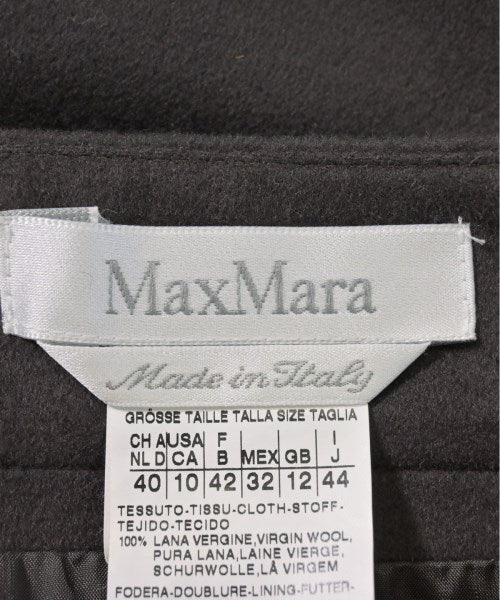 MaxMara
Made in Italy
GRÖSSE TAILLE TALLA SIZE TAGLIA
CH A USA F I
NL D CA B MEX GB J
40 10 42 32 12 44
TESSUTO-TISSU-CLOTH-STOFF-
TEJIDO-TECIDO
100% LANA VERGINE,VIRGIN WOOL,
PURA LANA,LAINE VIERGE,
SCHURWOLLE,LÃ VIRGEM
FODERA-DOUBLURE-LINING-FUTTER-